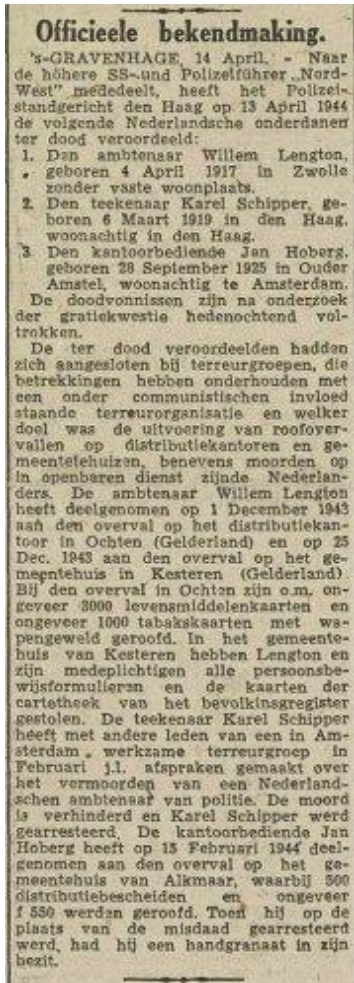 Officieele bekendmaking.
's-GRAVENHAGE, 14 April. - Naar
de höhere SS-und Polizeiführer „Nord-
West" mededeelt, heeft het Polizei-
standgericht den Haag op 13 April 1944
de volgende Nederlandsche onderdanen
ter dood veroordeeld:
1. Den ambtenaar Willem Lengton,
geboren 4 April 1917 in Zwolle
zonder vaste woonplaats.
2. Den teekenaar Karel Schipper, ge-
boren 6 Maart 1919 in den Haag,
woonachtig in den Haag.
3 Den kantoorbediende Jan Hoberg,
geboren 28 September 1925 in Ouder
Amstel, woonachtig te Amsterdam.
De doodvonnissen zijn na onderzoek
der gratiekwestie hedenochtend vol-
trokken.
De ter dood veroordeelden hadden
zich aangesloten bij terreurgroepen, die
betrekkingen hebben onderhouden met
een onder communistischen invloed
staande terreurorganisatie en welker
doel was de uitvoering van roofover-
vallen op distributiekantoren en ge-
meentetehuizen, benevens moorden op
in openbaren dienst zijnde Nederlan-
ders. De ambtenaar Willem Lengton
heeft deelgenomen op 1 December 1943
aan den overval op het distributiekan-
toor in Ochten (Gelderland) en op 25
Dec. 1943 aan den overval op het ge-
meentehuis in Kesteren (Gelderland).
Bij den overval in Ochten zijn o.m. on-
geveer 3000 levensmiddelenkaarten en
ongeveer 1000 tabakskaarten met wa-
pengeweld geroofd. In het gemeente-
huis van Kesteren hebben Lengton en
zijn medeplichtigen alle persoonsbe-
wijsformulieren en de kaarten der
cartotheek van het bevolkinsgregister
gestolen. De teekenaar Karel Schipper
heeft met andere leden van een in Am-
sterdam werkzame terreurgroep in
Februari j.l. afspraken gemaakt over
het vermoorden van een Nederland-
schen ambtenaar van politie. De moord
is verhinderd en Karel Schipper werd
gearresteerd. De kantoorbediende Jan
Hoberg heeft op 15 Februari 1944 deel-
genomen aan den overval op het ge-
meentehuis van Alkmaar, waarbij 500
distributiebescheiden en ongeveer
f 550 werden geroofd. Toen hij op de
plaats van de misdaad gearresteerd
werd, had hij een handgranaat in zijn
bezit.